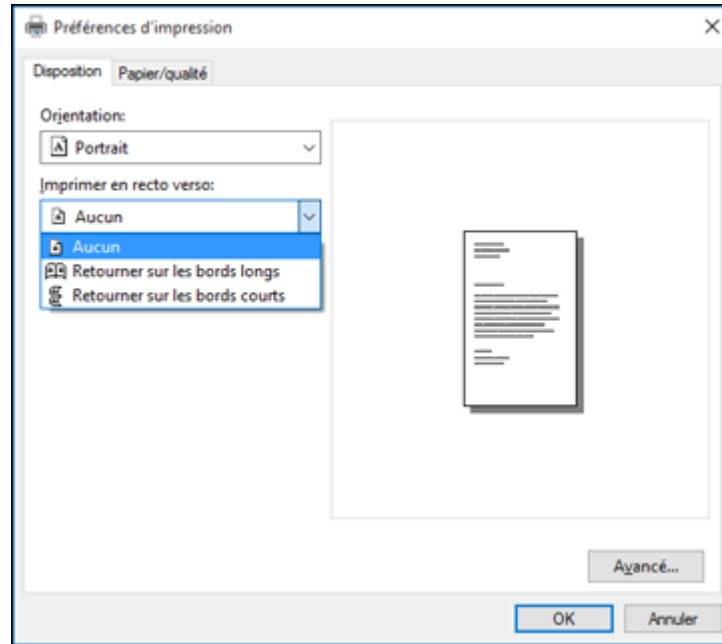 Préférences d'impression
Disposition
Papier/qualité
Orientation:
Portrait
Imprimer en recto verso:
Aucun
Aucun
Retourner sur les bords longs
Retourner sur les bords courts
Avancé...
OK
Annuler